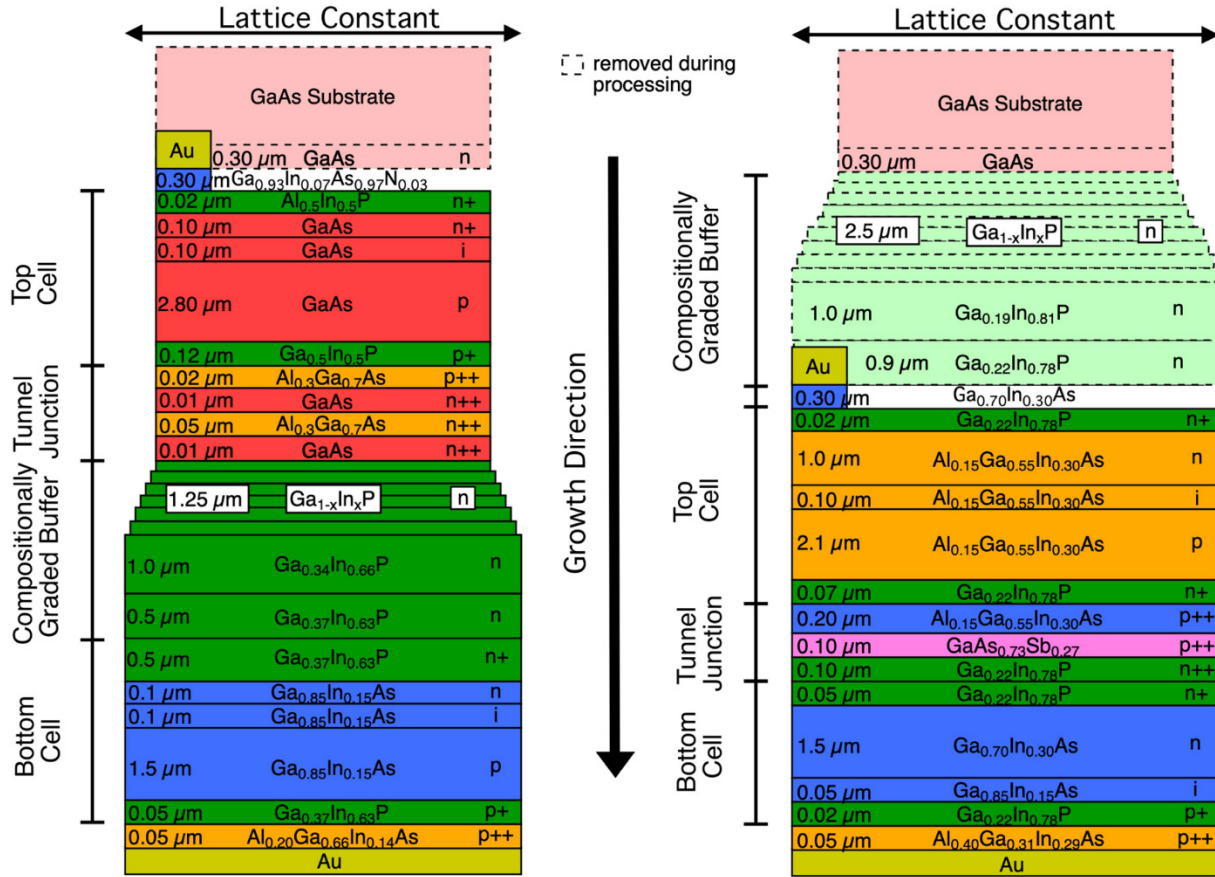 Lattice Constant
GaAs Substrate
Au
0.30 µm GaAs n
0.30 µm Ga0.93In0.07As0.97N0.03
0.02 µm Al0.5In0.5P n+
0.10 µm GaAs n+
0.10 µm GaAs i
2.80 µm GaAs p
0.12 µm Ga0.5In0.5P p+
0.02 µm Al0.3Ga0.7As p++
0.01 µm GaAs n++
0.05 µm Al0.3Ga0.7As n++
0.01 µm GaAs n++
1.25 µm Ga1-xInxP n
1.0 µm Ga0.34In0.66P n
0.5 µm Ga0.37In0.63P n
0.5 µm Ga0.37In0.63P n+
0.1 µm Ga0.85In0.15As n
0.1 µm Ga0.85In0.15As i
1.5 µm Ga0.85In0.15As p
0.05 µm Ga0.37In0.63P p+
0.05 µm Al0.20Ga0.66In0.14As p++
Au
Top
Cell
Tunnel
Junction
Compositionally
Graded Buffer
Bottom
Cell
removed during
processing
Growth Direction
Lattice Constant
GaAs Substrate
0.30 µm GaAs
2.5 µm Ga1-xInxP n
1.0 µm Ga0.19In0.81P n
0.9 µm Ga0.22In0.78P n
Au
0.30 µm Ga0.70In0.30As
0.02 µm Ga0.22In0.78P n+
1.0 µm Al0.15Ga0.55In0.30As n
0.10 µm Al0.15Ga0.55In0.30As i
2.1 µm Al0.15Ga0.55In0.30As p
0.07 µm Ga0.22In0.78P n+
0.20 µm Al0.15Ga0.55In0.30As p++
0.10 µm GaAs0.73Sb0.27 p++
0.10 µm Ga0.22In0.78P n++
0.05 µm Ga0.22In0.78P n+
1.5 µm Ga0.70In0.30As n
0.05 µm Ga0.85In0.15As i
0.02 µm Ga0.22In0.78P p+
0.05 µm Al0.40Ga0.31In0.29As p++
Au
Compositionally
Graded Buffer
Top
Cell
Tunnel
Junction
Bottom
Cell